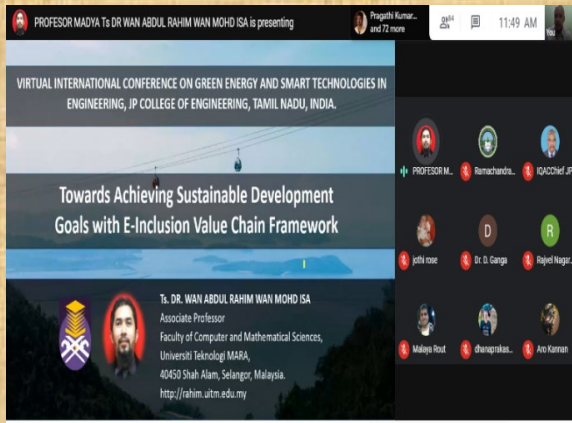 PROFESOR MADYA Ts DR WAN ABDUL RAHIM WAN MOHD ISA is presenting
Pragathi Kumar...
and 72 more
84
11:49 AM
You
VIRTUAL INTERNATIONAL CONFERENCE ON GREEN ENERGY AND SMART TECHNOLOGIES IN
ENGINEERING, JP COLLEGE OF ENGINEERING, TAMIL NADU, INDIA.
Towards Achieving Sustainable Development
Goals with E-Inclusion Value Chain Framework
Ts. DR. WAN ABDUL RAHIM WAN MOHD ISA
Associate Professor
Faculty of Computer and Mathematical Sciences,
Universiti Teknologi MARA,
40450 Shah Alam, Selangor, Malaysia.
http://rahim.uitm.edu.my
PROFESOR M...
Ramachandra...
IQACChief JP
jothi rose
D
Dr. D. Ganga
R
Rajvel Nagar...
Malaya Rout
dhanaprakas...
Aro Kannan